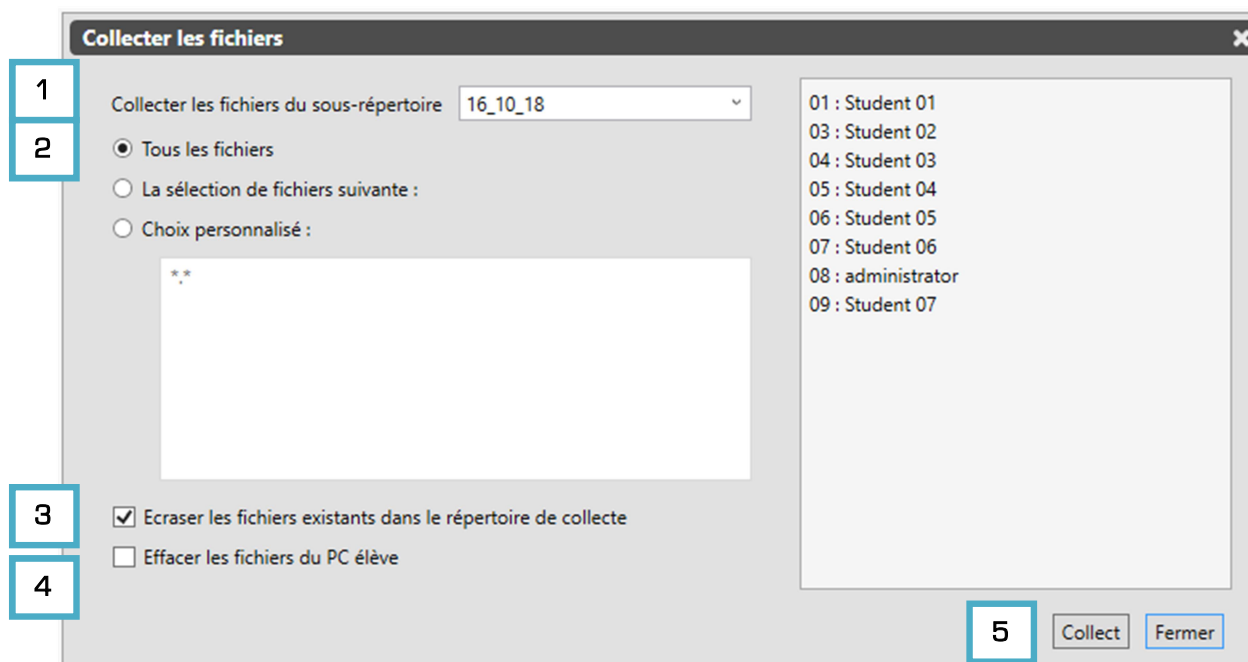 Collecter les fichiers
1
Collecter les fichiers du sous-répertoire 16_10_18
2
Tous les fichiers
La sélection de fichiers suivante :
Choix personnalisé :
*.*
3
Ecraser les fichiers existants dans le répertoire de collecte
Effacer les fichiers du PC élève
4
01 : Student 01
03 : Student 02
04 : Student 03
05 : Student 04
06 : Student 05
07 : Student 06
08 : administrator
09 : Student 07
5
Collect
Fermer